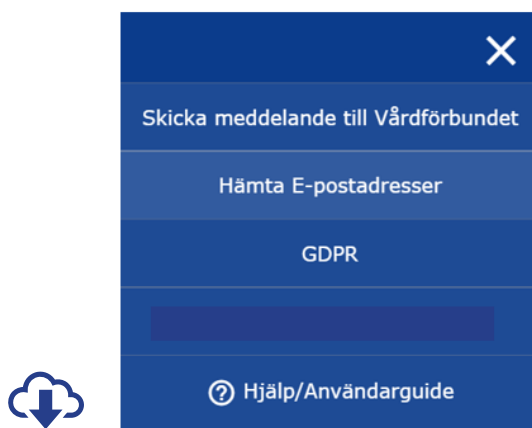 Skicka meddelande till Vårdförbundet
Hämta E-postadresser
GDPR
Hjälp/Användarguide